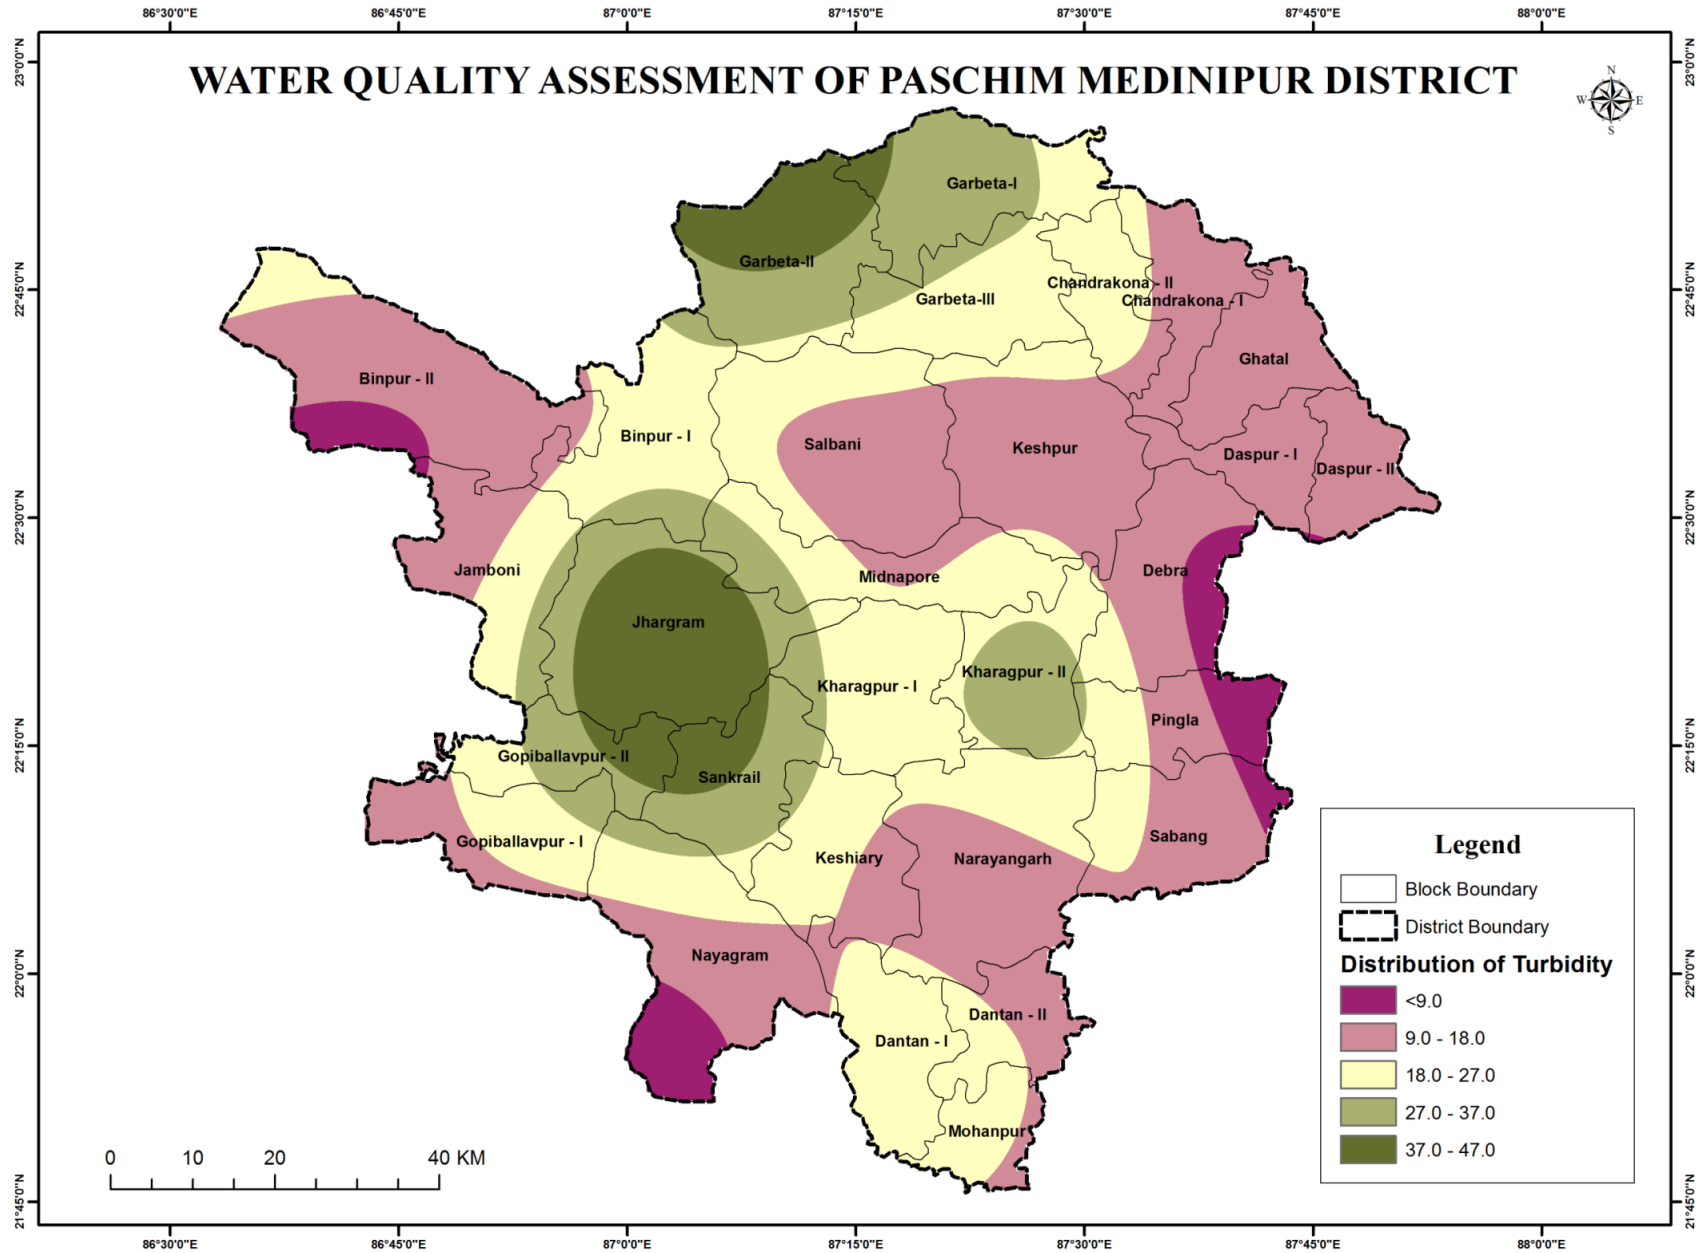 86°30'0"E 86°45'0"E 87°0'0"E 87°15'0"E 87°30'0"E 87°45'0"E 88°0'0"E
23°0'0"N 23°0'0"N
WATER QUALITY ASSESSMENT OF PASCHIM MEDINIPUR DISTRICT
N
W E
S
Garbeta-I
Garbeta-II
22°45'0"N 22°45'0"N
Chandrakona - II
Garbeta-III
Chandrakona - I
Ghatal
Binpur - II
Binpur - I
Salbani
Keshpur
Daspur - I
Daspur - II
22°30'0"N 22°30'0"N
Jamboni
Midnapore
Debra
Jhargram
Kharagpur - II
Kharagpur - I
Pingla
22°15'0"N 22°15'0"N
Gopiballavpur - II
Sankrail
Sabang
Gopiballavpur - I
Keshiary
Narayangarh
Nayagram
22°0'0"N 22°0'0"N
Dantan - II
Dantan - I
Mohanpur
Legend
Block Boundary
District Boundary
Distribution of Turbidity
<9.0
9.0 - 18.0
18.0 - 27.0
27.0 - 37.0
37.0 - 47.0
0 10 20 40 KM
21°45'0"N 21°45'0"N
86°30'0"E 86°45'0"E 87°0'0"E 87°15'0"E 87°30'0"E 87°45'0"E 88°0'0"E